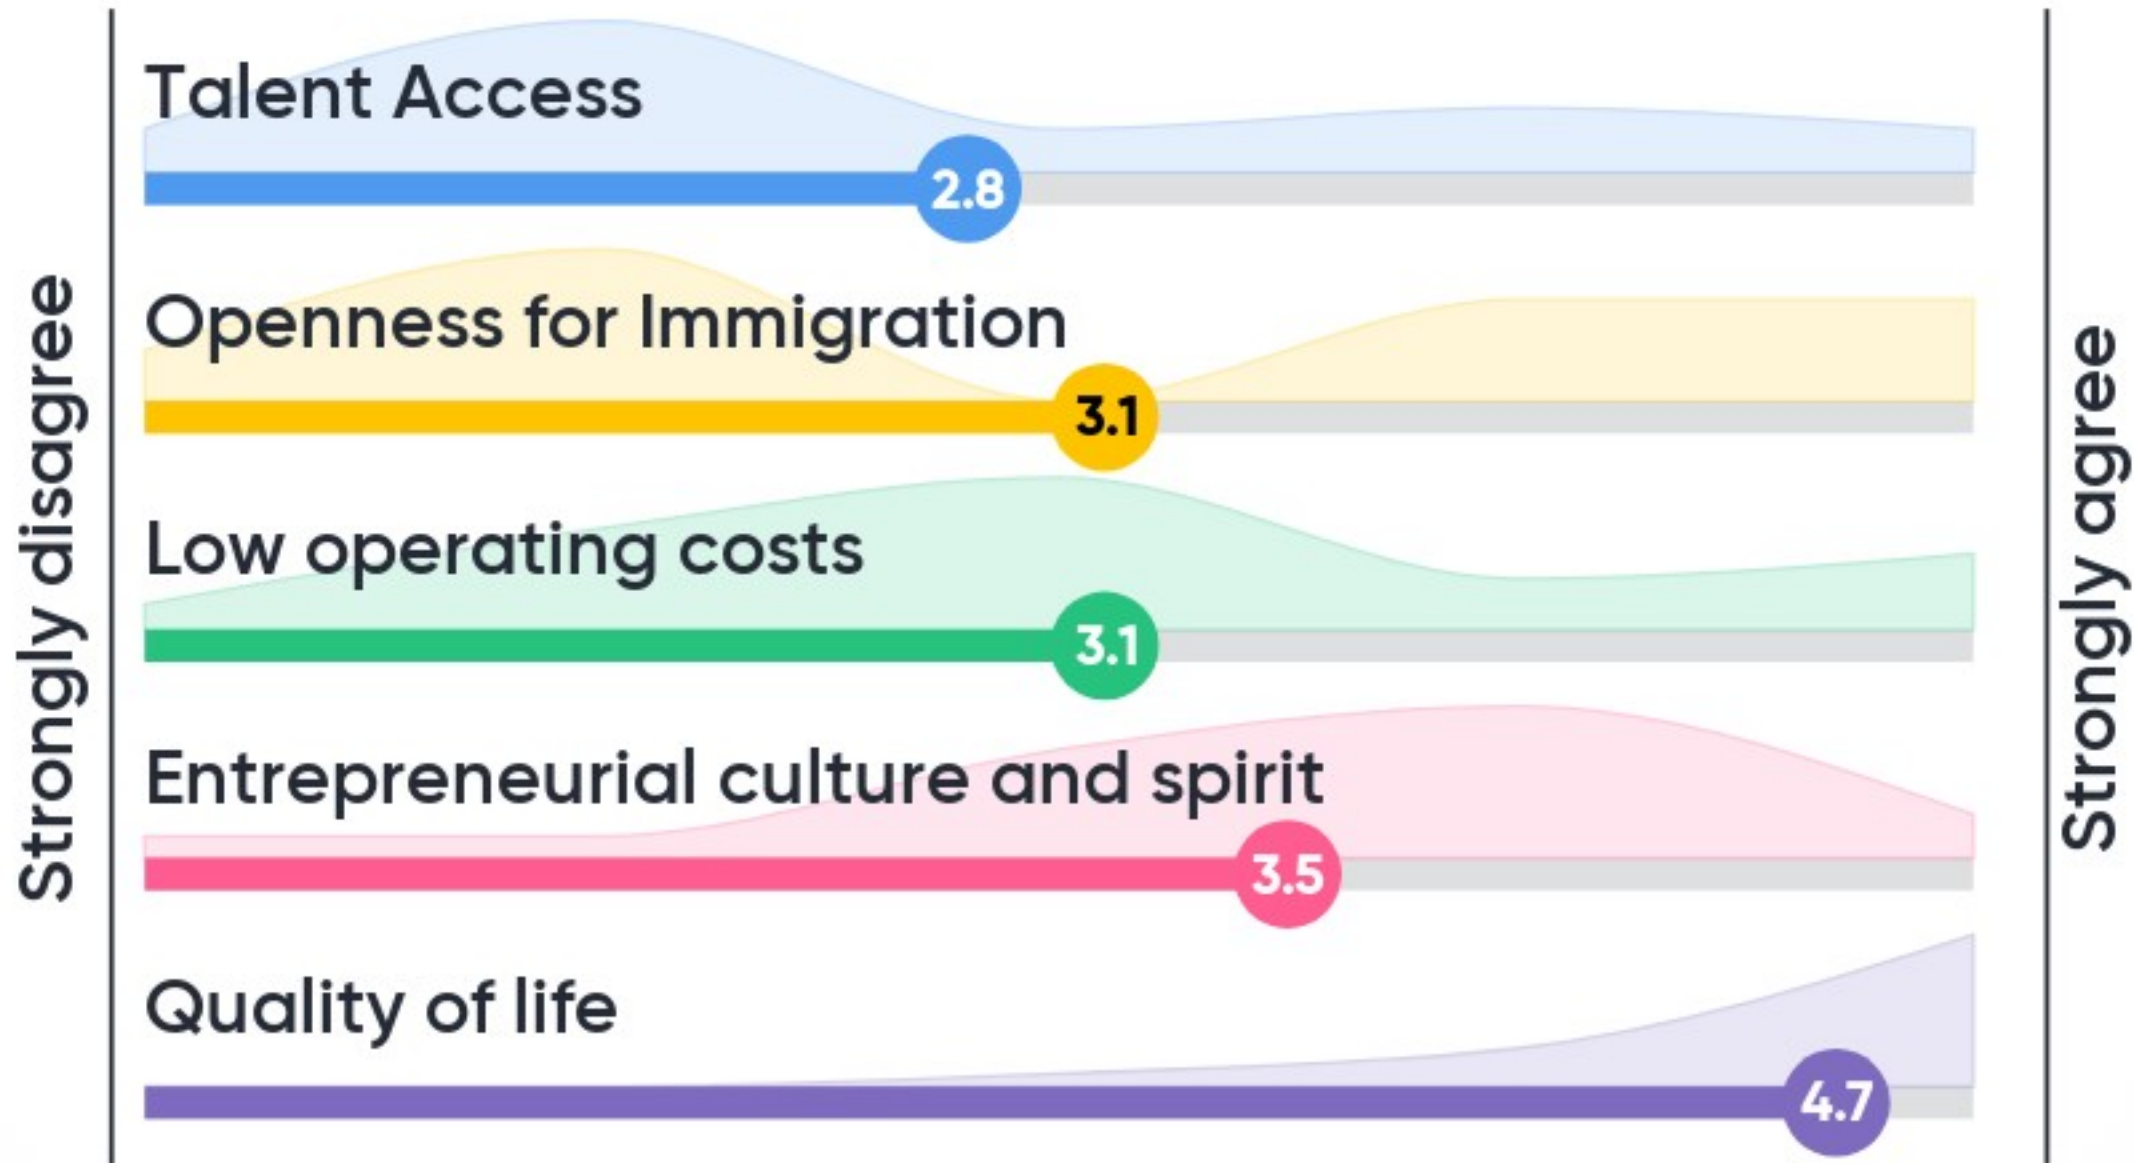 Strongly disagree
Talent Access
2.8
Openness for Immigration
3.1
Low operating costs
3.1
Entrepreneurial culture and spirit
3.5
Quality of life
4.7
Strongly agree